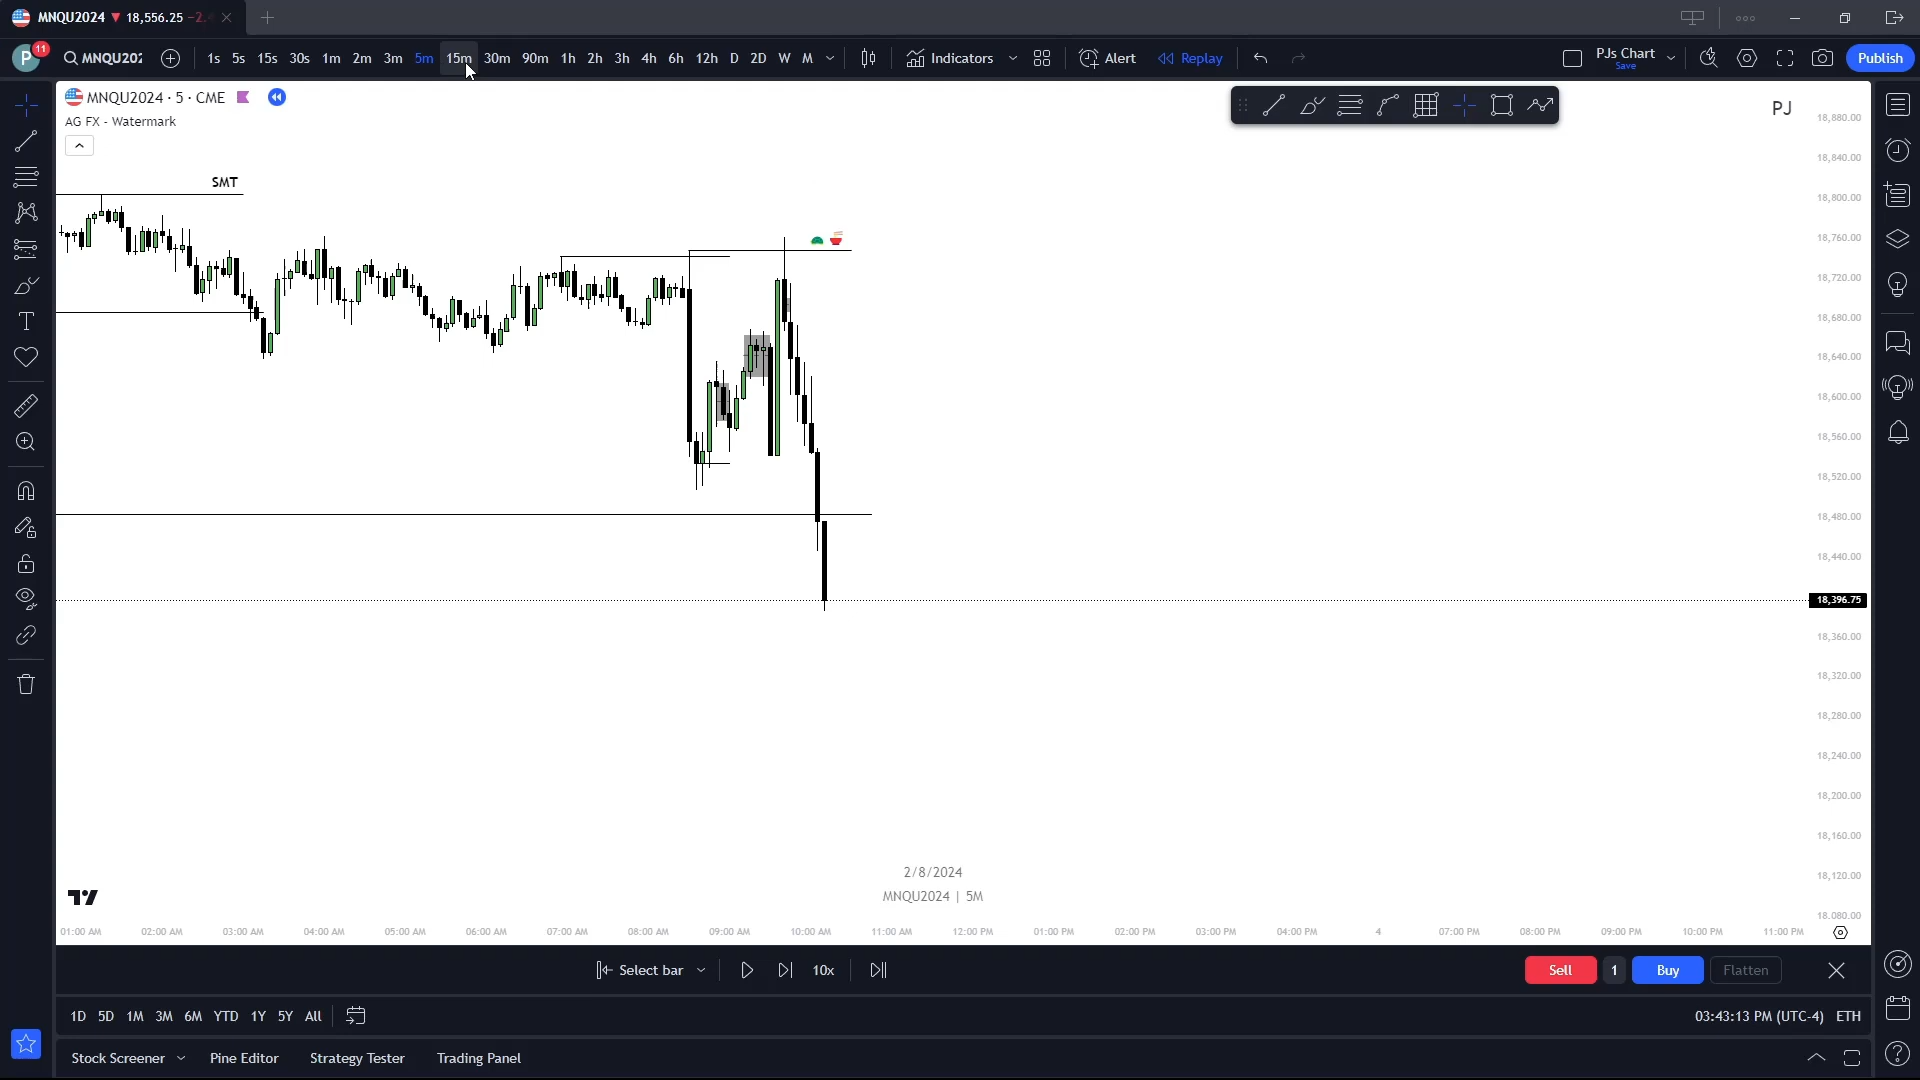 MNQU2024 ▼ 18,556.25 −2.
P 11 MNQU202 1s 5s 15s 30s 1m 2m 3m 5m 15m 30m 90m 1h 2h 3h 4h 6h 12h D 2D W M Indicators Alert Replay PJs Chart Save Publish
MNQU2024 · 5 · CME
AG FX - Watermark
PJ
SMT
18,880.00
18,840.00
18,800.00
18,760.00
18,720.00
18,680.00
18,640.00
18,600.00
18,560.00
18,520.00
18,480.00
18,440.00
18,396.75
18,360.00
18,320.00
18,280.00
18,240.00
18,200.00
18,160.00
18,120.00
18,080.00
2/8/2024
MNQU2024 | 5M
01:00 AM 02:00 AM 03:00 AM 04:00 AM 05:00 AM 06:00 AM 07:00 AM 08:00 AM 09:00 AM 10:00 AM 11:00 AM 12:00 PM 01:00 PM 02:00 PM 03:00 PM 04:00 PM 4 07:00 PM 08:00 PM 09:00 PM 10:00 PM 11:00 PM
Select bar 10x Sell 1 Buy Flatten
1D 5D 1M 3M 6M YTD 1Y 5Y All 03:43:13 PM (UTC-4) ETH
Stock Screener Pine Editor Strategy Tester Trading Panel